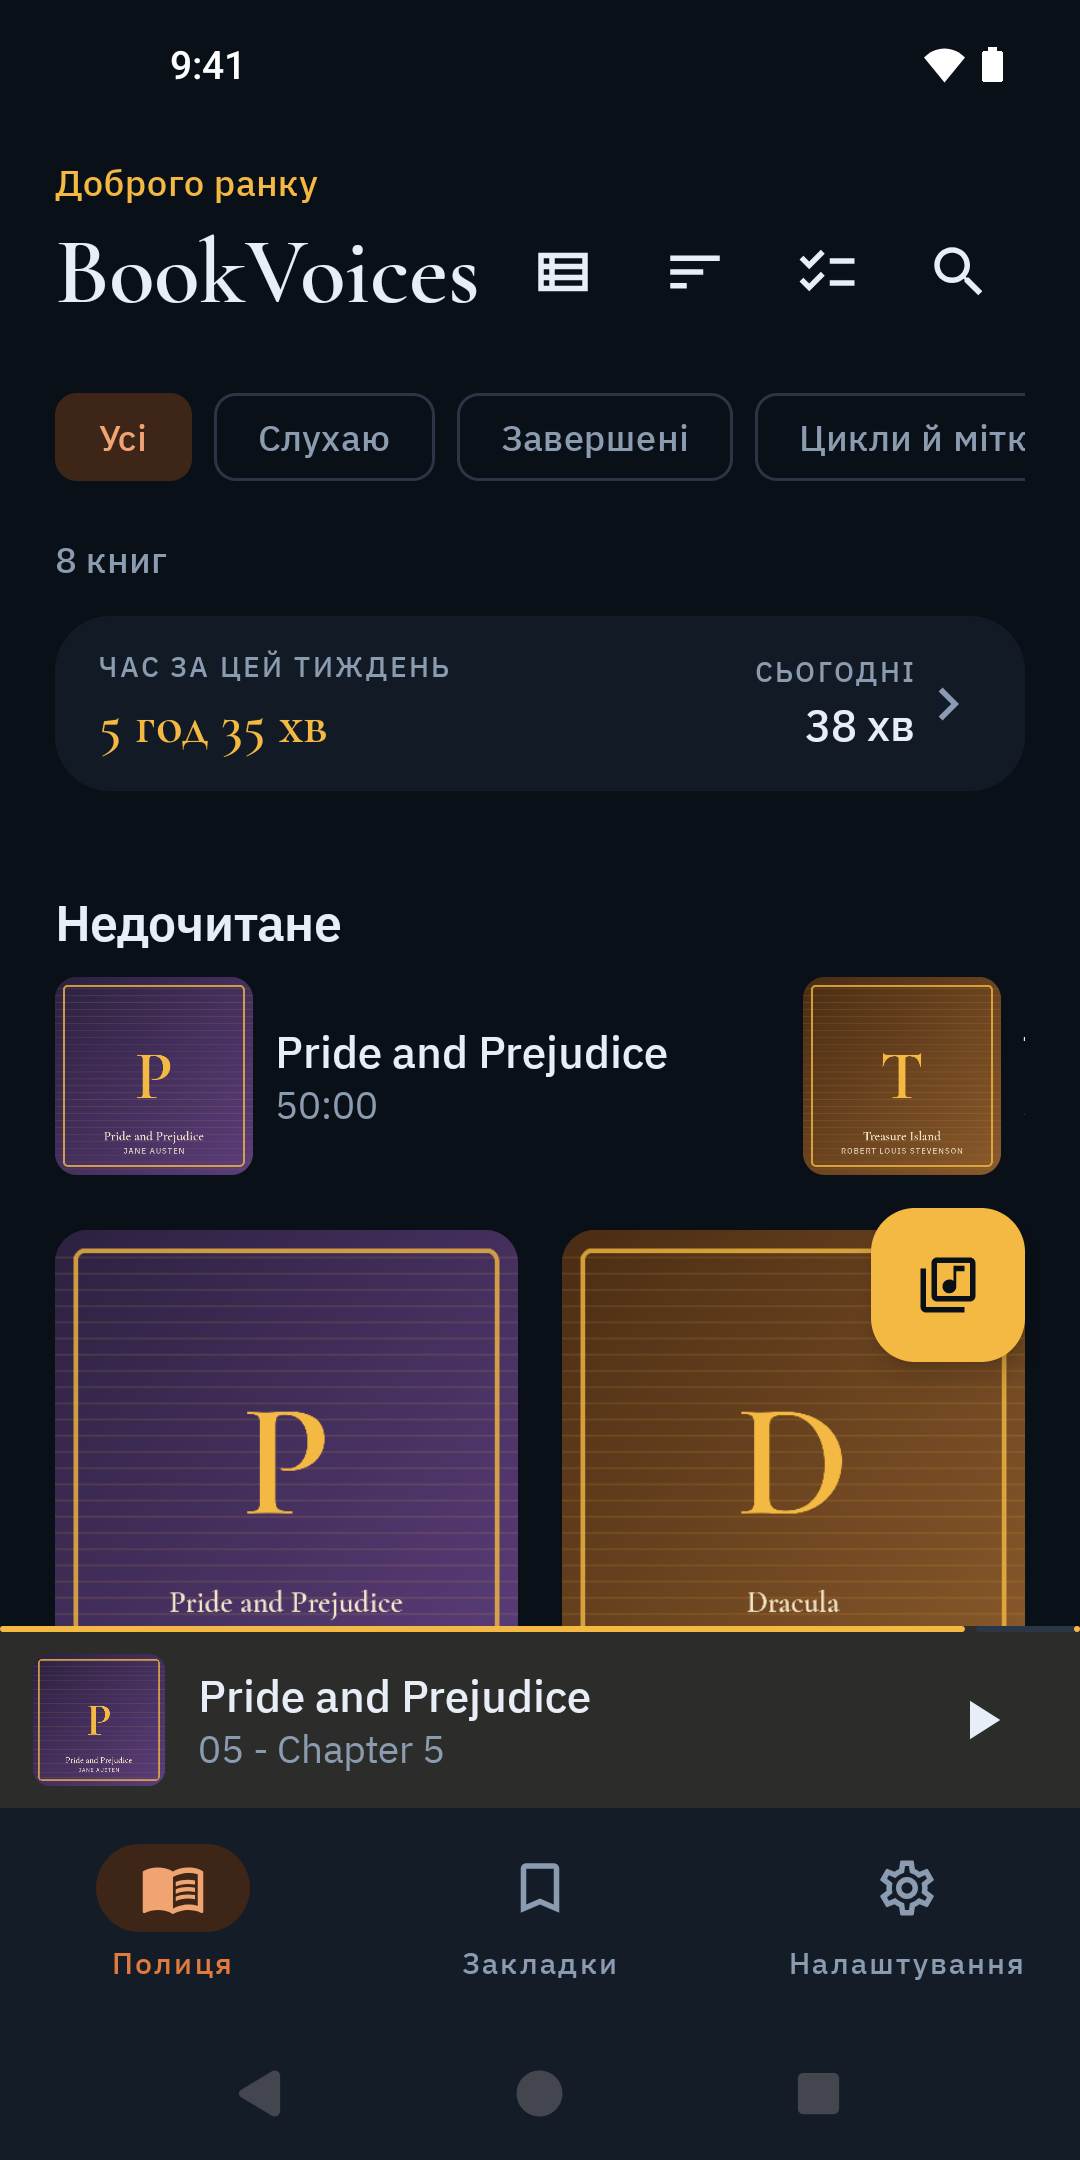 9:41
Доброго ранку
BookVoices
Усі
Слухаю
Завершені
Цикли й мітк
8 книг
ЧАС ЗА ЦЕЙ ТИЖДЕНЬ
5 год 35 хв
СЬОГОДНІ
38 хв
Недочитане
P
Pride and Prejudice
JANE AUSTEN
Pride and Prejudice
50:00
T
Treasure Island
ROBERT LOUIS STEVENSON
P
Pride and Prejudice
D
Dracula
P
Pride and Prejudice
JANE AUSTEN
Pride and Prejudice
05 - Chapter 5
Полиця
Закладки
Налаштування